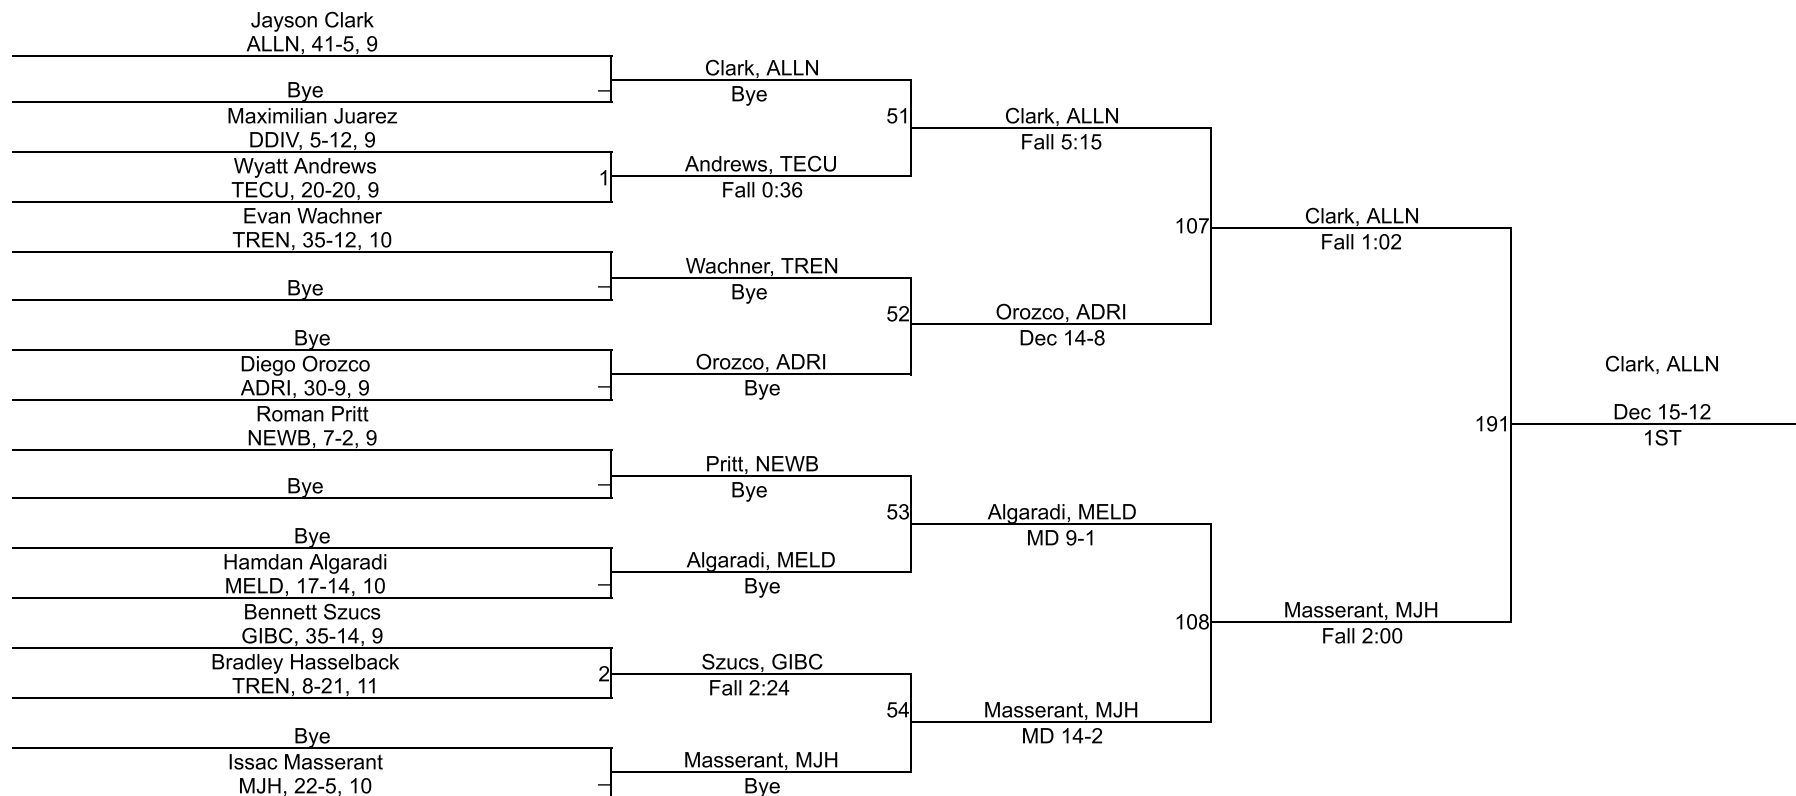 Jayson Clark
ALLN, 41-5, 9
Bye
Maximilian Juarez
DDIV, 5-12, 9
Wyatt Andrews
TECU, 20-20, 9
1
Evan Wachner
TREN, 35-12, 10
Bye
Bye
Diego Orozco
ADRI, 30-9, 9
Roman Pritt
NEWB, 7-2, 9
Bye
Bye
Hamdan Algaradi
MELD, 17-14, 10
Bennett Szucs
GIBC, 35-14, 9
Bradley Hasselback
TREN, 8-21, 11
2
Bye
Issac Masserant
MJH, 22-5, 10
Clark, ALLN
Bye
51
Andrews, TECU
Fall 0:36
Wachner, TREN
Bye
52
Orozco, ADRI
Bye
Pritt, NEWB
Bye
53
Algaradi, MELD
Bye
Szucs, GIBC
Fall 2:24
54
Masserant, MJH
Bye
Clark, ALLN
Fall 5:15
107
Orozco, ADRI
Dec 14-8
Algaradi, MELD
MD 9-1
108
Masserant, MJH
MD 14-2
Clark, ALLN
Fall 1:02
191
Masserant, MJH
Fall 2:00
Clark, ALLN
Dec 15-12
1ST